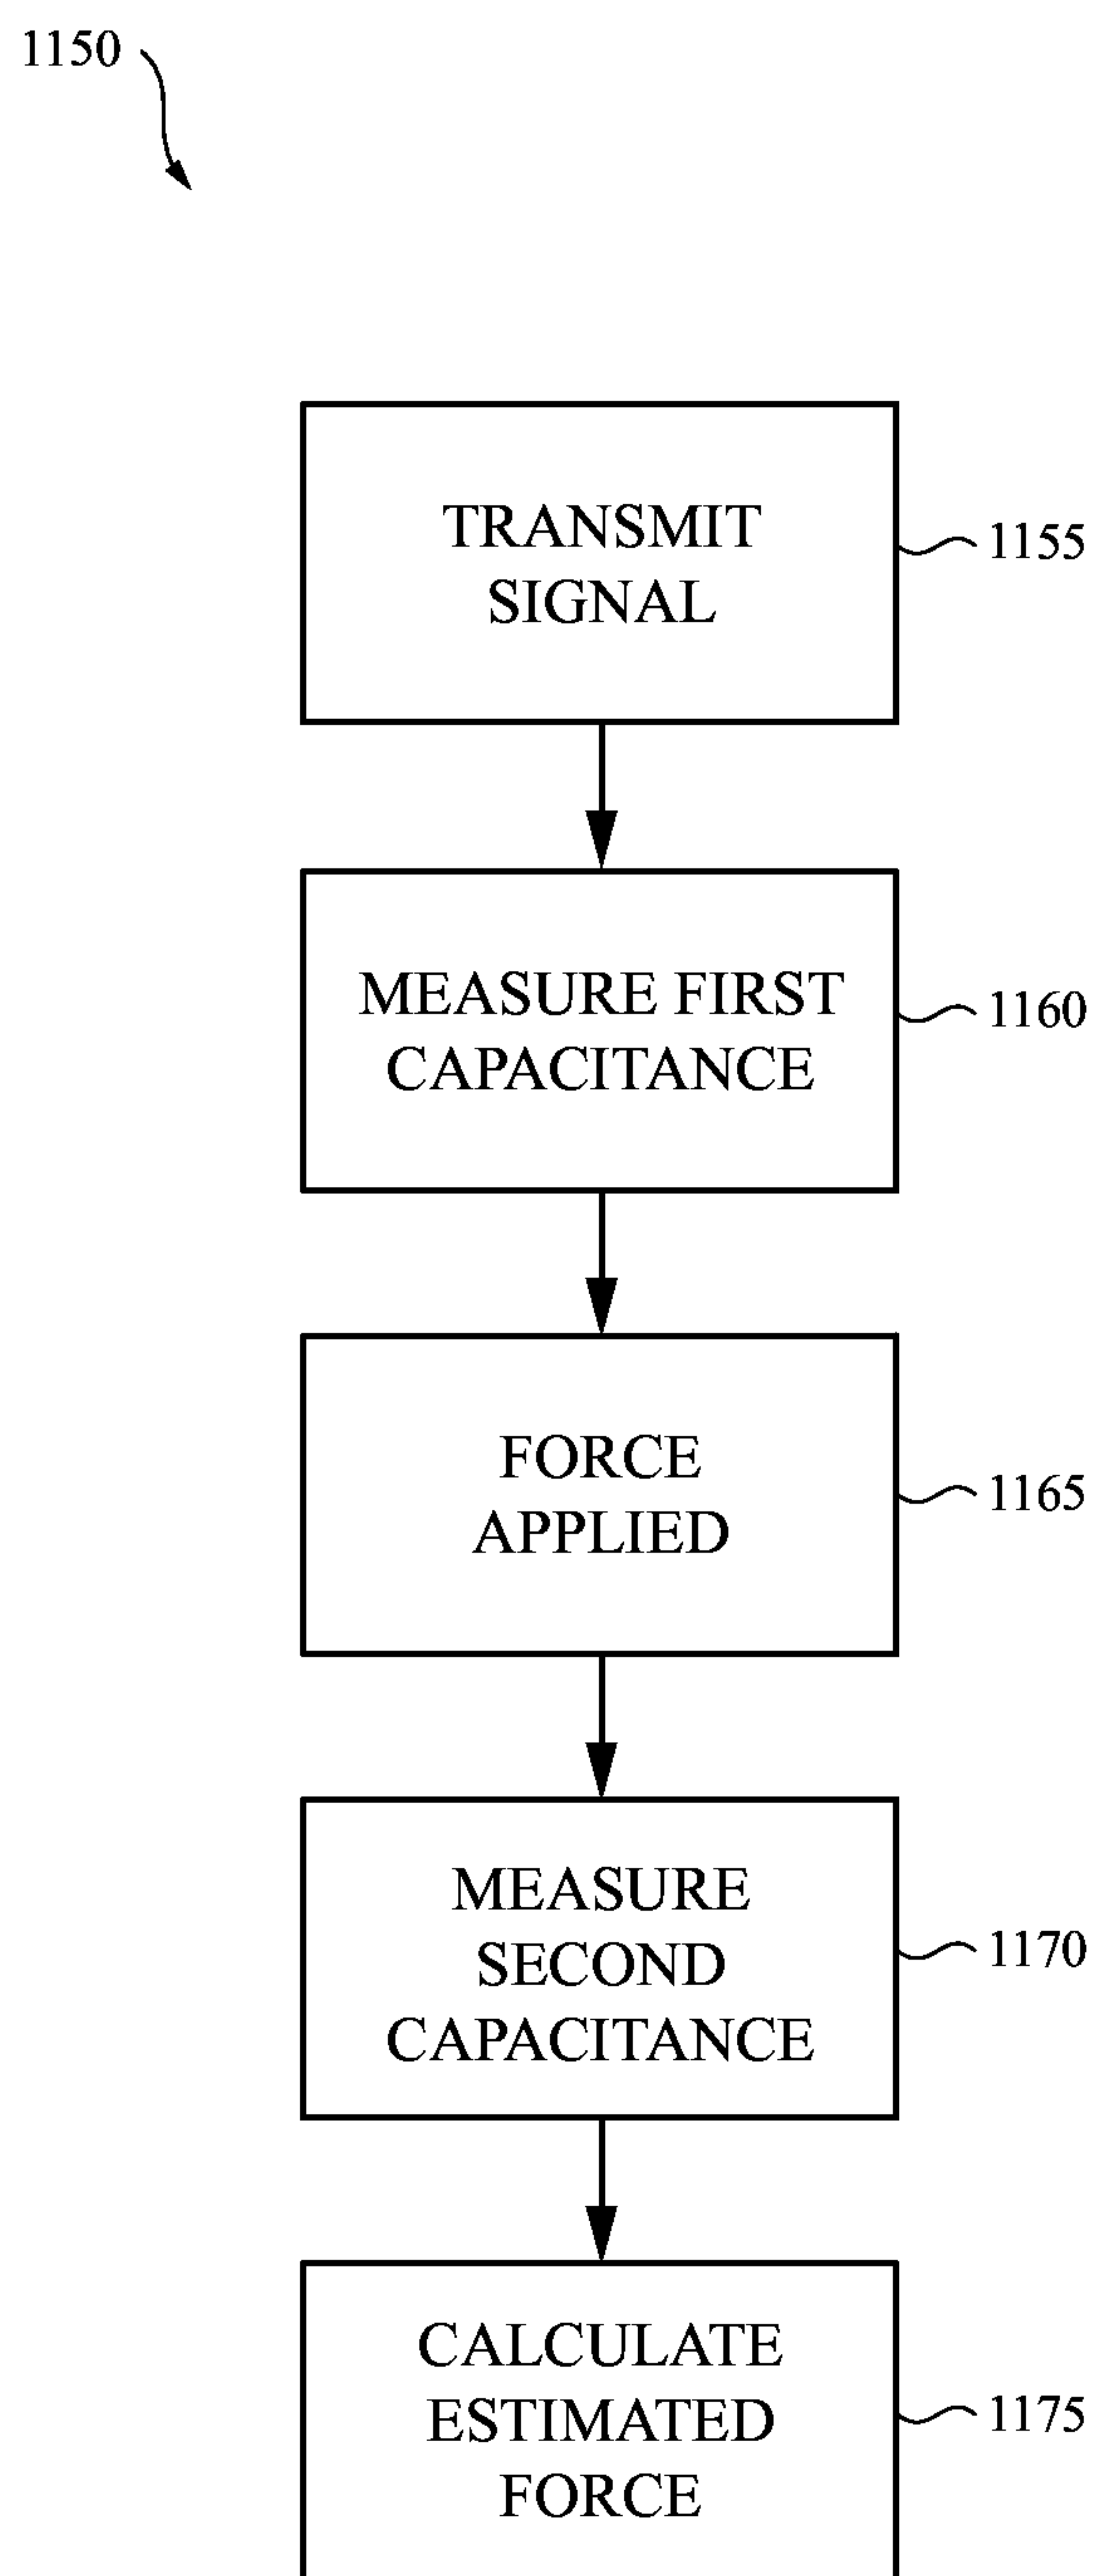 1150
TRANSMIT
SIGNAL
1155
MEASURE FIRST
CAPACITANCE
1160
FORCE
APPLIED
1165
MEASURE
SECOND
CAPACITANCE
1170
CALCULATE
ESTIMATED
FORCE
1175